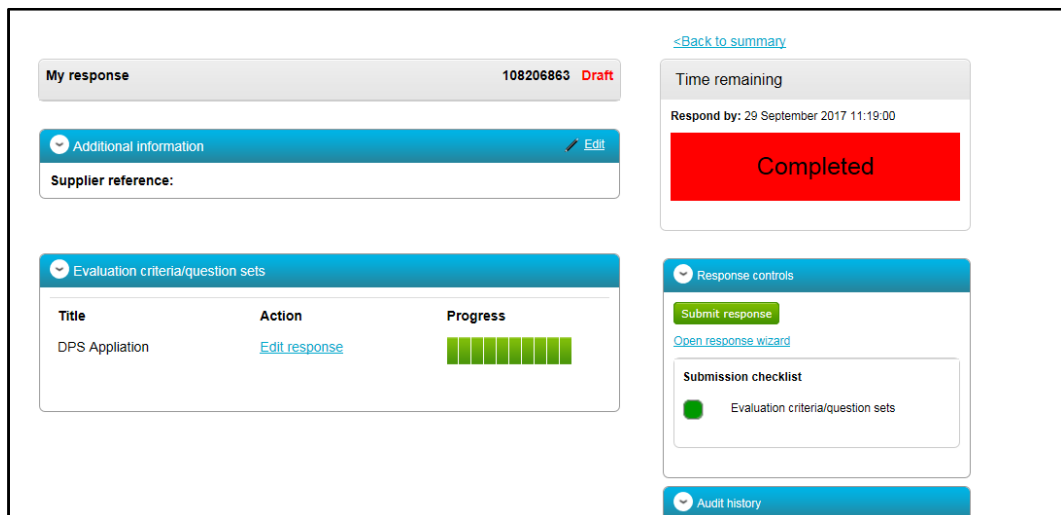 <Back to summary
My response 108206863 Draft
Time remaining
Respond by: 29 September 2017 11:19:00
Completed
Additional information Edit
Supplier reference:
Evaluation criteria/question sets
Title Action Progress
DPS Appliation Edit response
Response controls
Submit response
Open response wizard
Submission checklist
Evaluation criteria/question sets
Audit history